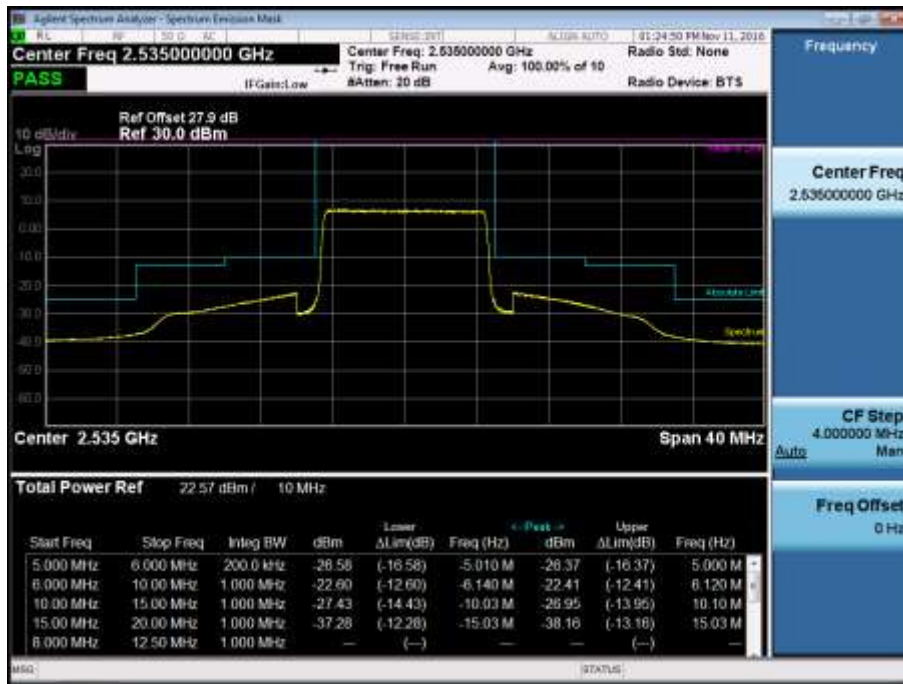 Agilent Spectrum Analyzer - Spectrum Emission Mask
RL RF 50 Ω AC SENSE:INT ALIGN AUTO 01:24:50 PM Nov 11, 2016
Center Freq 2.535000000 GHz
Center Freq: 2.535000000 GHz
Radio Std: None
Frequency
Trig: Free Run Avg: 100.00% of 10
PASS
IFGain:Low #Atten: 20 dB Radio Device: BTS
Ref Offset 27.9 dB
10 dB/div Ref 30.0 dBm
Log
20.0
10.0
0.00
-10.0
-20.0
-30.0
-40.0
-50.0
-60.0
Absolute Limit
Spectrum
Center 2.535 GHz Span 40 MHz
Center Freq
2.535000000 GHz
CF Step
4.000000 MHz
Auto Man
Freq Offset
0 Hz
Total Power Ref 22.57 dBm / 10 MHz
Lower <- Peak -> Upper
Start Freq Stop Freq Integ BW dBm ΔLim(dB) Freq (Hz) dBm ΔLim(dB) Freq (Hz)
5.000 MHz 6.000 MHz 200.0 kHz -26.58 (-16.58) -5.010 M -26.37 (-16.37) 5.000 M
6.000 MHz 10.00 MHz 1.000 MHz -22.60 (-12.60) -6.140 M -22.41 (-12.41) 6.120 M
10.00 MHz 15.00 MHz 1.000 MHz -27.43 (-14.43) -10.03 M -26.95 (-13.95) 10.10 M
15.00 MHz 20.00 MHz 1.000 MHz -37.28 (-12.28) -15.03 M -38.16 (-13.16) 15.03 M
8.000 MHz 12.50 MHz 1.000 MHz — (—) — — (—) —
MSG STATUS